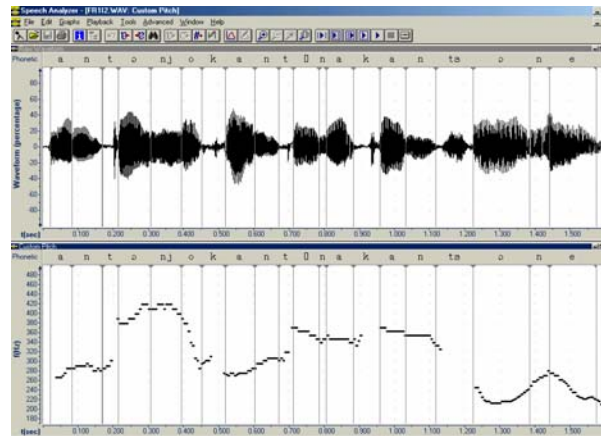 Speech Analyzer - [FR1I2.WAV: Custom Pitch]
File Edit Graphs Playback Tools Advanced Window Help
Phonetic a n t ɔ nj o k a n t n a k a n ts ɔ n e
Waveform (percentage)
80
60
40
20
0
-20
-40
-60
-80
t(sec) 0.100 0.200 0.300 0.400 0.500 0.600 0.700 0.800 0.900 1.000 1.100 1.200 1.300 1.400 1.500
Custom Pitch
Phonetic a n t ɔ nj o k a n t n a k a n ts ɔ n e
f(Hz)
480
460
440
420
400
380
360
340
320
300
280
260
240
220
200
180
t(sec) 0.100 0.200 0.300 0.400 0.500 0.600 0.700 0.800 0.900 1.000 1.100 1.200 1.300 1.400 1.500